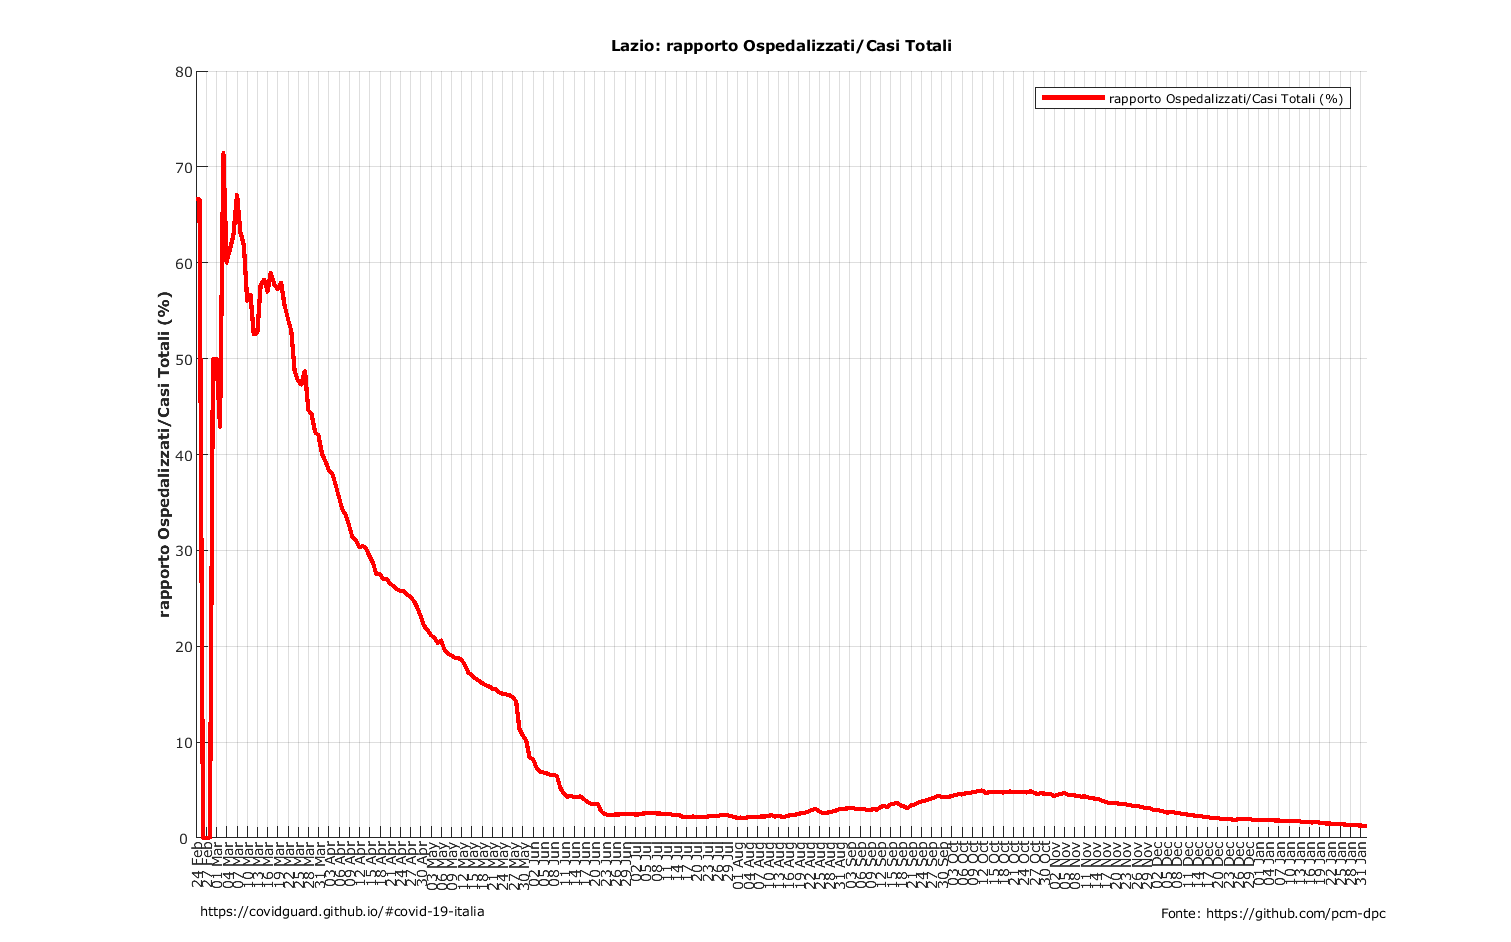 Lazio: rapporto Ospedalizzati/Casi Totali
rapporto Ospedalizzati/Casi Totali (%)
rapporto Ospedalizzati/Casi Totali (%)
80
70
60
50
40
30
20
10
0
24 Feb
27 Feb
01 Mar
04 Mar
07 Mar
10 Mar
13 Mar
16 Mar
19 Mar
22 Mar
25 Mar
28 Mar
31 Mar
03 Apr
06 Apr
09 Apr
12 Apr
15 Apr
18 Apr
21 Apr
24 Apr
27 Apr
30 Apr
03 May
06 May
09 May
12 May
15 May
18 May
21 May
24 May
27 May
30 May
02 Jun
05 Jun
08 Jun
11 Jun
14 Jun
17 Jun
20 Jun
23 Jun
26 Jun
29 Jun
02 Jul
05 Jul
08 Jul
11 Jul
14 Jul
17 Jul
20 Jul
23 Jul
26 Jul
29 Jul
01 Aug
04 Aug
07 Aug
10 Aug
13 Aug
16 Aug
19 Aug
22 Aug
25 Aug
28 Aug
31 Aug
03 Sep
06 Sep
09 Sep
12 Sep
15 Sep
18 Sep
21 Sep
24 Sep
27 Sep
30 Sep
03 Oct
06 Oct
09 Oct
12 Oct
15 Oct
18 Oct
21 Oct
24 Oct
27 Oct
30 Oct
02 Nov
05 Nov
08 Nov
11 Nov
14 Nov
17 Nov
20 Nov
23 Nov
26 Nov
29 Nov
02 Dec
05 Dec
08 Dec
11 Dec
14 Dec
17 Dec
20 Dec
23 Dec
26 Dec
29 Dec
01 Jan
04 Jan
07 Jan
10 Jan
13 Jan
16 Jan
19 Jan
22 Jan
25 Jan
28 Jan
31 Jan
https://covidguard.github.io/#covid-19-italia
Fonte: https://github.com/pcm-dpc